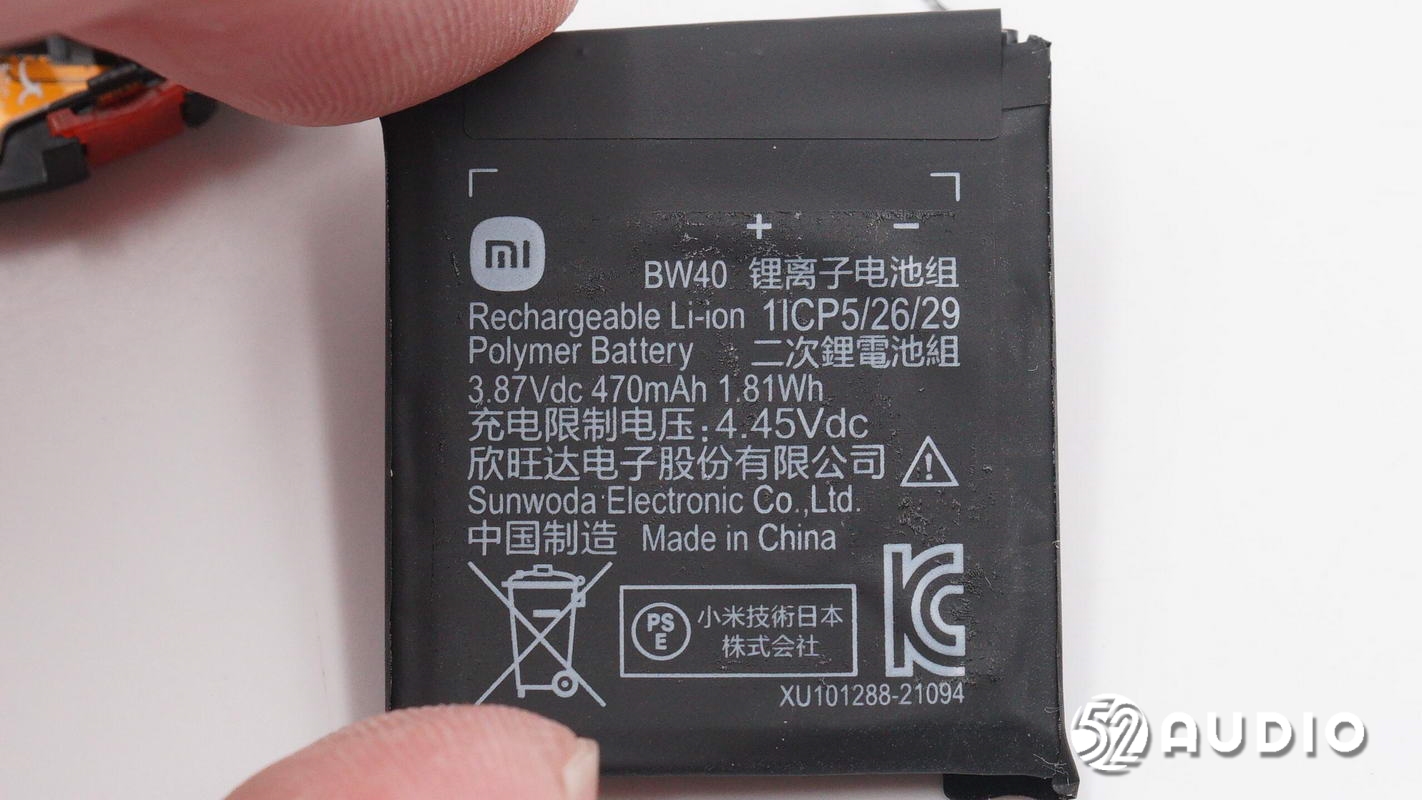 + −
mi
BW40 锂离子电池组
Rechargeable Li-ion 1ICP5/26/29
Polymer Battery 二次鋰電池組
3.87Vdc 470mAh 1.81Wh
充电限制电压:4.45Vdc
欣旺达电子股份有限公司
Sunwoda Electronic Co.,Ltd.
中国制造 Made in China
PS
E
小米技術日本
株式会社
KC
XU101288-21094
52 AUDIO